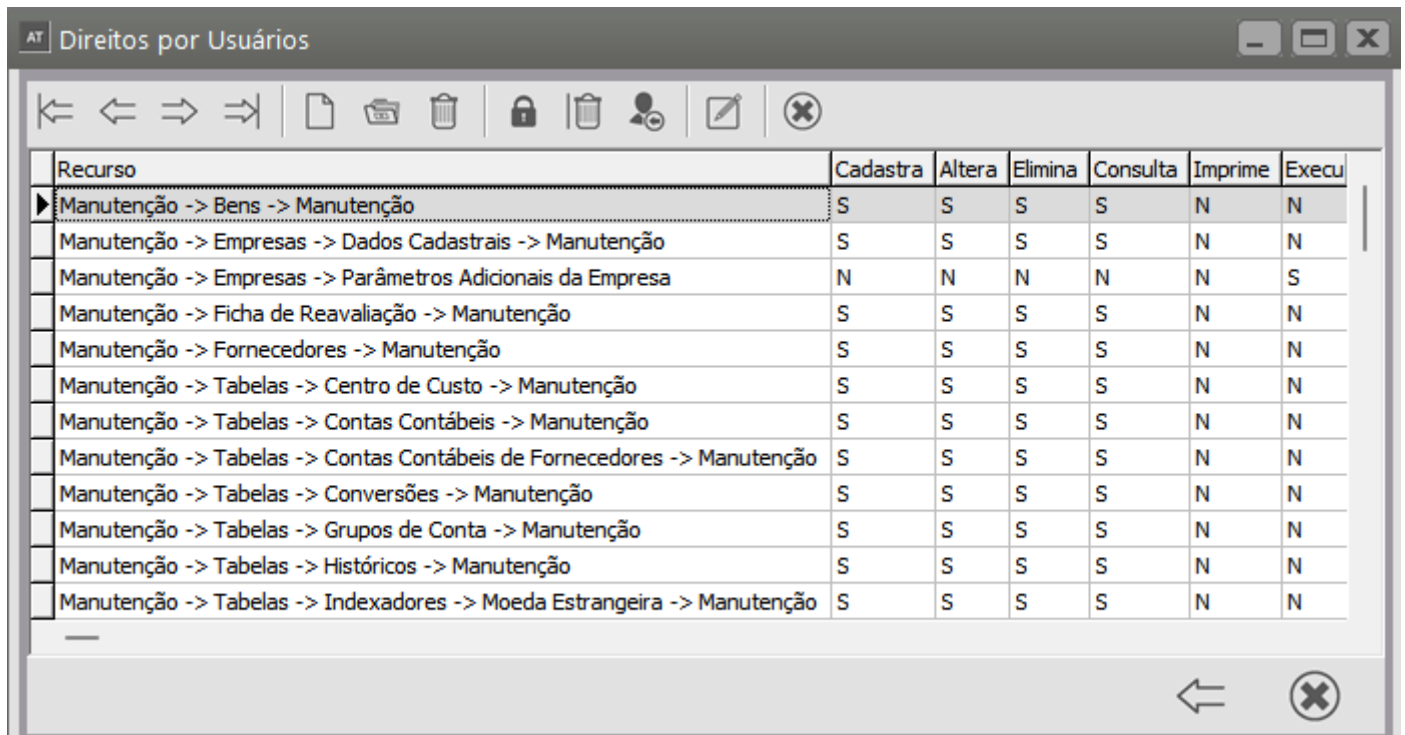 AT Direitos por Usuários
Recurso Cadastra Altera Elimina Consulta Imprime Execu
Manutenção -> Bens -> Manutenção S S S S N N
Manutenção -> Empresas -> Dados Cadastrais -> Manutenção S S S S N N
Manutenção -> Empresas -> Parâmetros Adicionais da Empresa N N N N N S
Manutenção -> Ficha de Reavaliação -> Manutenção S S S S N N
Manutenção -> Fornecedores -> Manutenção S S S S N N
Manutenção -> Tabelas -> Centro de Custo -> Manutenção S S S S N N
Manutenção -> Tabelas -> Contas Contábeis -> Manutenção S S S S N N
Manutenção -> Tabelas -> Contas Contábeis de Fornecedores -> Manutenção S S S S N N
Manutenção -> Tabelas -> Conversões -> Manutenção S S S S N N
Manutenção -> Tabelas -> Grupos de Conta -> Manutenção S S S S N N
Manutenção -> Tabelas -> Históricos -> Manutenção S S S S N N
Manutenção -> Tabelas -> Indexadores -> Moeda Estrangeira -> Manutenção S S S S N N